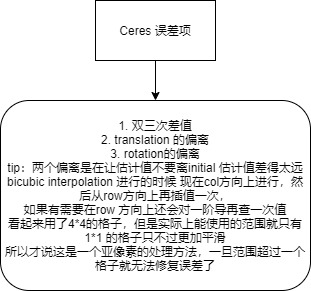 Ceres 误差项
1. 双三次差值
2. translation 的偏离
3. rotation的偏离
tip：两个偏离是在让估计值不要离initial 估计值差得太远
bicubic interpolation 进行的时候 现在col方向上进行，然
后从row方向上再插值一次，
如果有需要在row 方向上还会对一阶导再查一次值
看起来用了4*4的格子，但是实际上能使用的范围就只有
1*1 的格子只不过更加平滑
所以才说这是一个亚像素的处理方法，一旦范围超过一个
格子就无法修复误差了